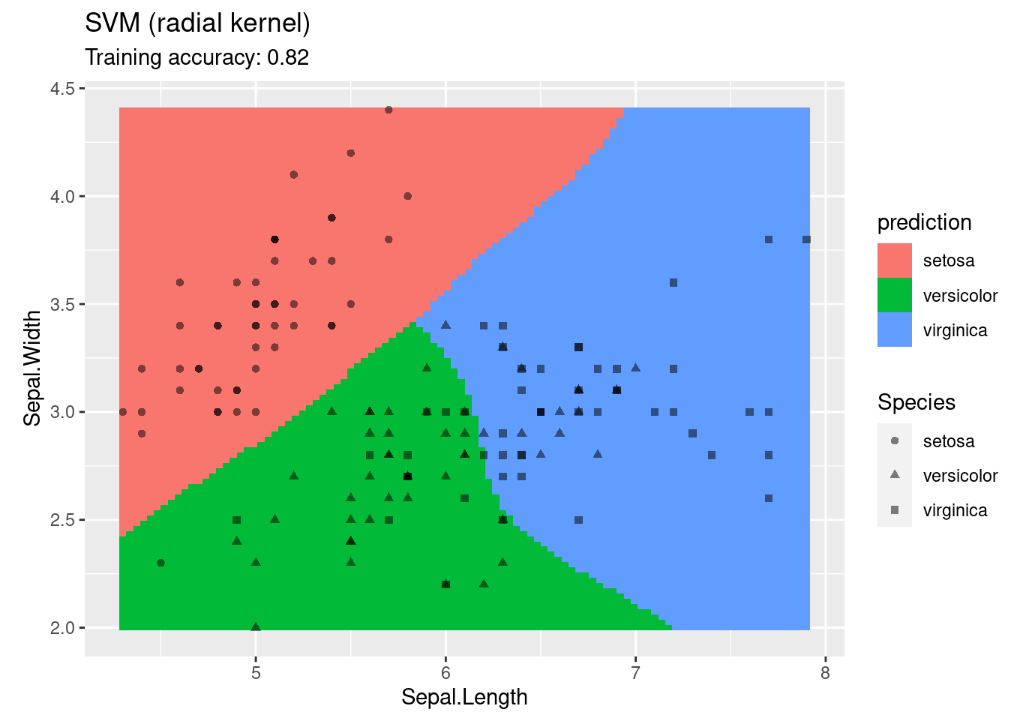 SVM (radial kernel)
Training accuracy: 0.82
4.5
4.0
3.5
3.0
2.5
2.0
Sepal.Width
5 6 7 8
Sepal.Length
prediction
setosa
versicolor
virginica
Species
setosa
versicolor
virginica